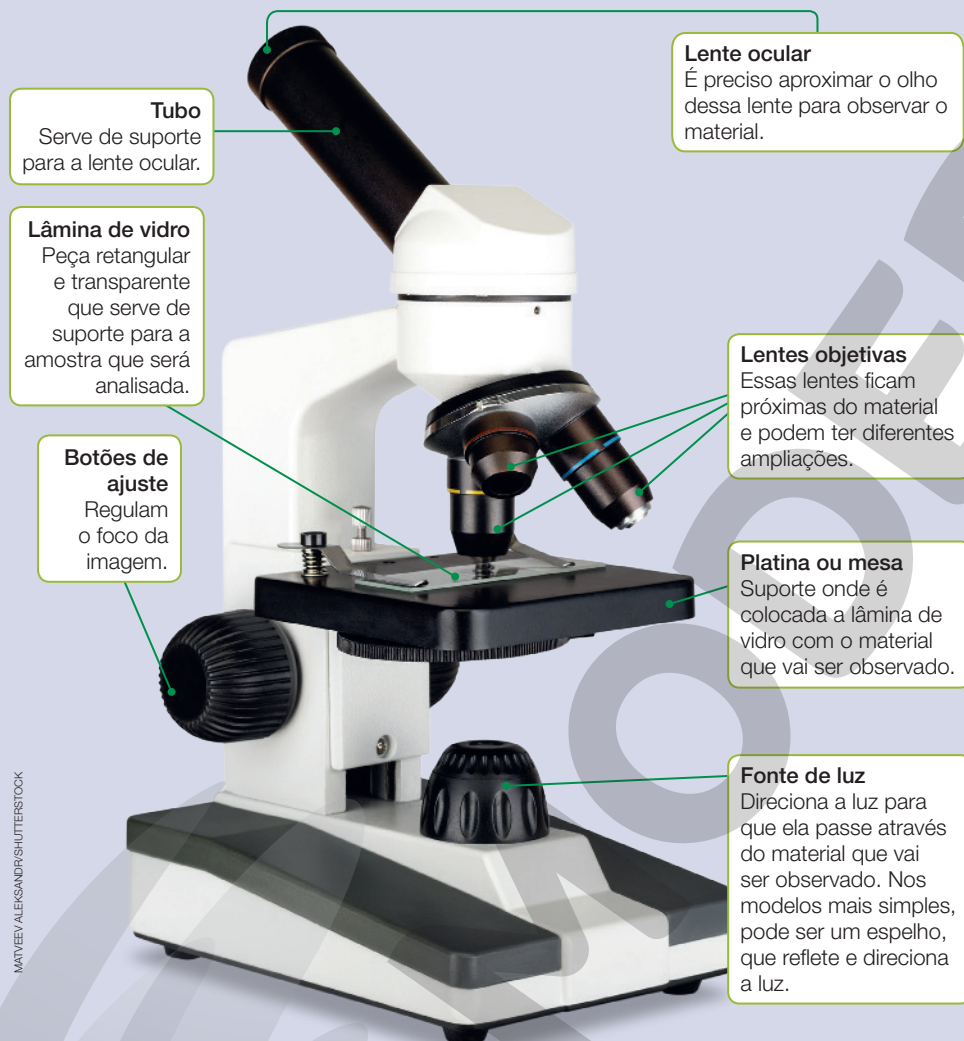 Lente ocular
É preciso aproximar o olho
dessa lente para observar o
material.
Tubo
Serve de suporte
para a lente ocular.
Lâmina de vidro
Peça retangular
e transparente
que serve de
suporte para a
amostra que será
analisada.
Lentes objetivas
Essas lentes ficam
próximas do material
e podem ter diferentes
ampliações.
Botões de
ajuste
Regulam
o foco da
imagem.
Platina ou mesa
Suporte onde é
colocada a lâmina de
vidro com o material
que vai ser observado.
Fonte de luz
Direciona a luz para
que ela passe através
do material que vai
ser observado. Nos
modelos mais simples,
pode ser um espelho,
que reflete e direciona
a luz.
MATVEEV ALEKSANDR/SHUTTERSTOCK